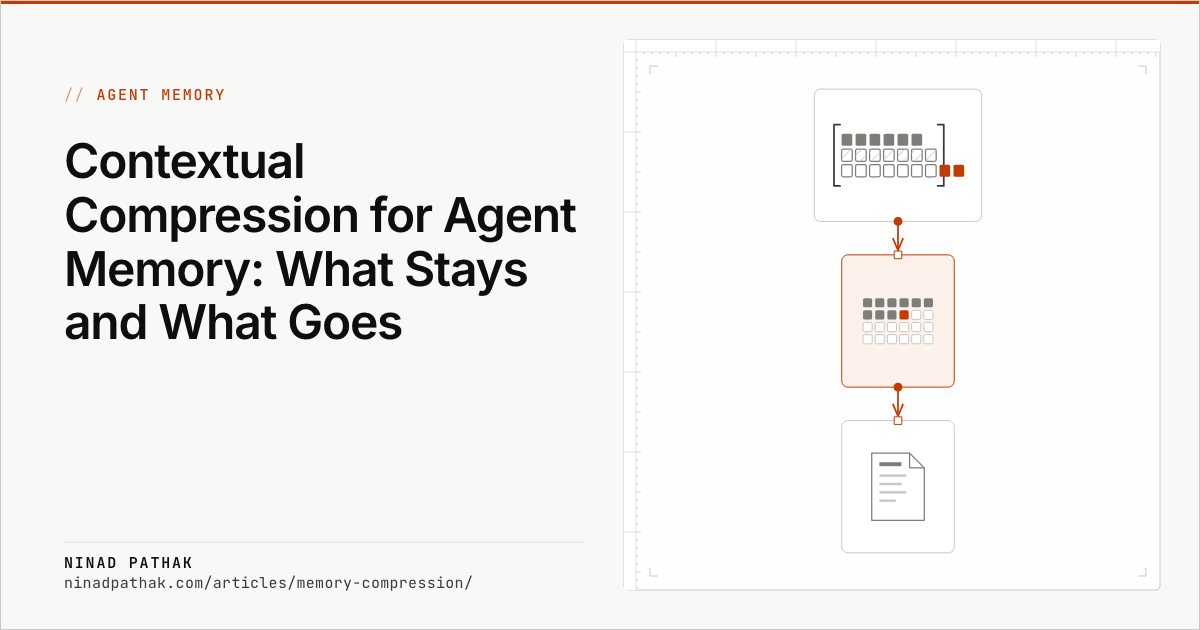 // AGENT MEMORY
Contextual
Compression for Agent
Memory: What Stays
and What Goes
NINAD PATHAK
ninadpathak.com/articles/memory-compression/